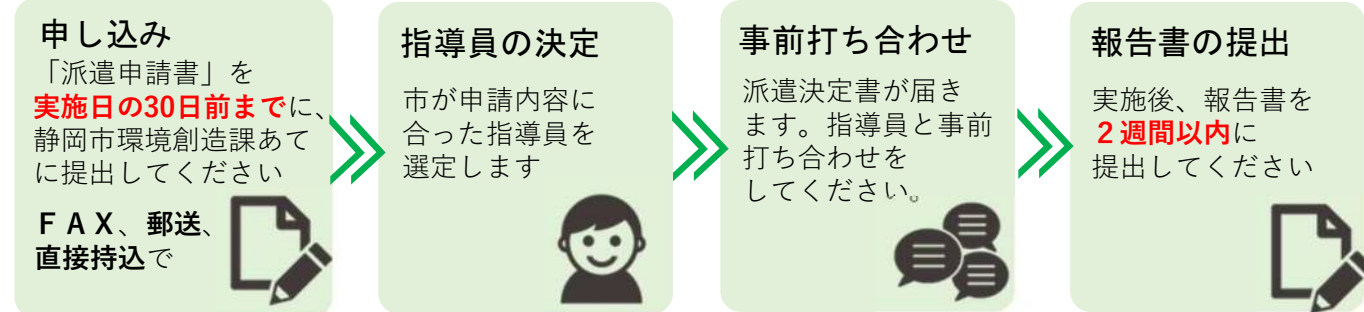 申し込み
「派遣申請書」を
実施日の30日前までに、
静岡市環境創造課あて
に提出してください
ＦＡＸ、郵送、
直接持込で
指導員の決定
市が申請内容に
合った指導員を
選定します
事前打ち合わせ
派遣決定書が届き
ます。指導員と事前
打ち合わせを
してください。
報告書の提出
実施後、報告書を
２週間以内に
提出してください